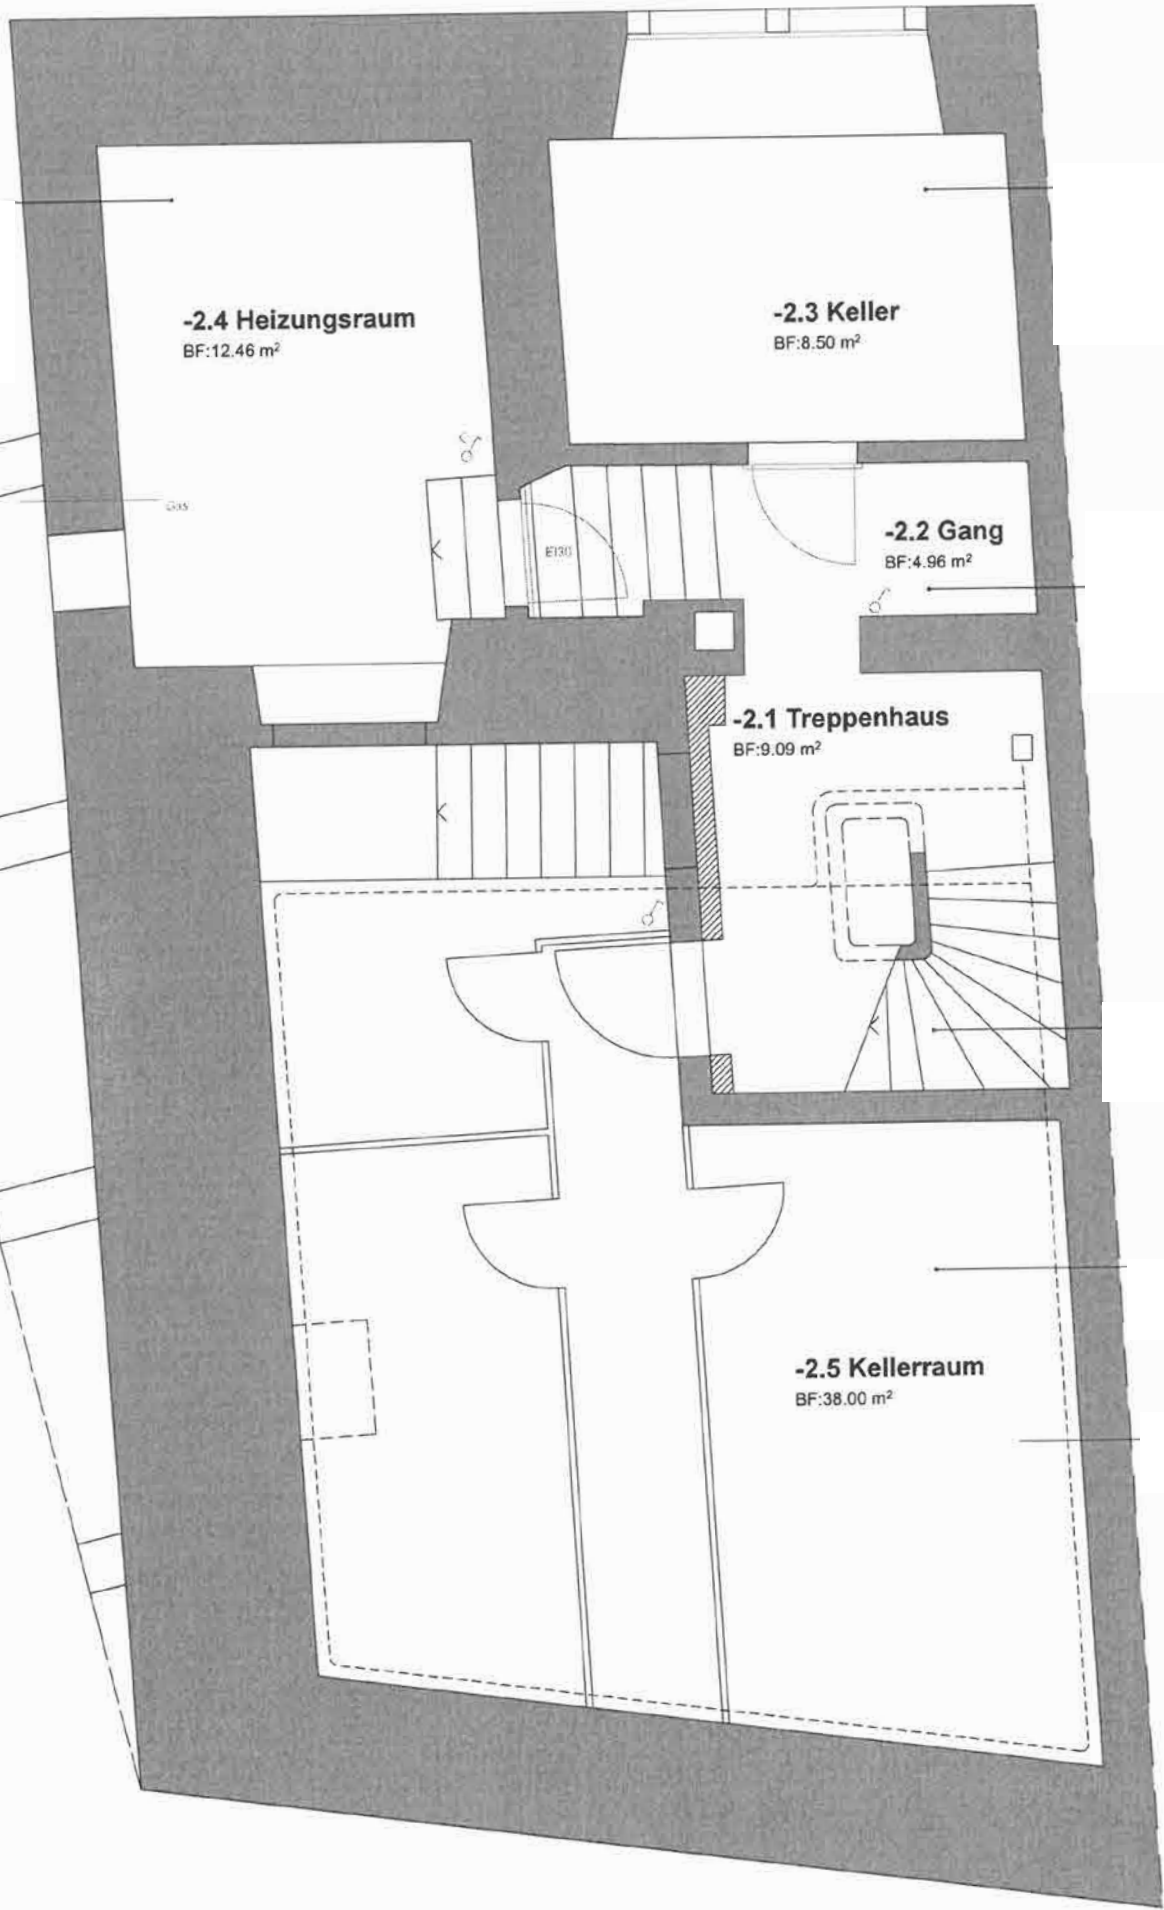 -2.4 Heizungsraum
BF:12.46 m²
-2.3 Keller
BF:8.50 m²
Gas
EI30
-2.2 Gang
BF:4.96 m²
-2.1 Treppenhaus
BF:9.09 m²
-2.5 Kellerraum
BF:38.00 m²